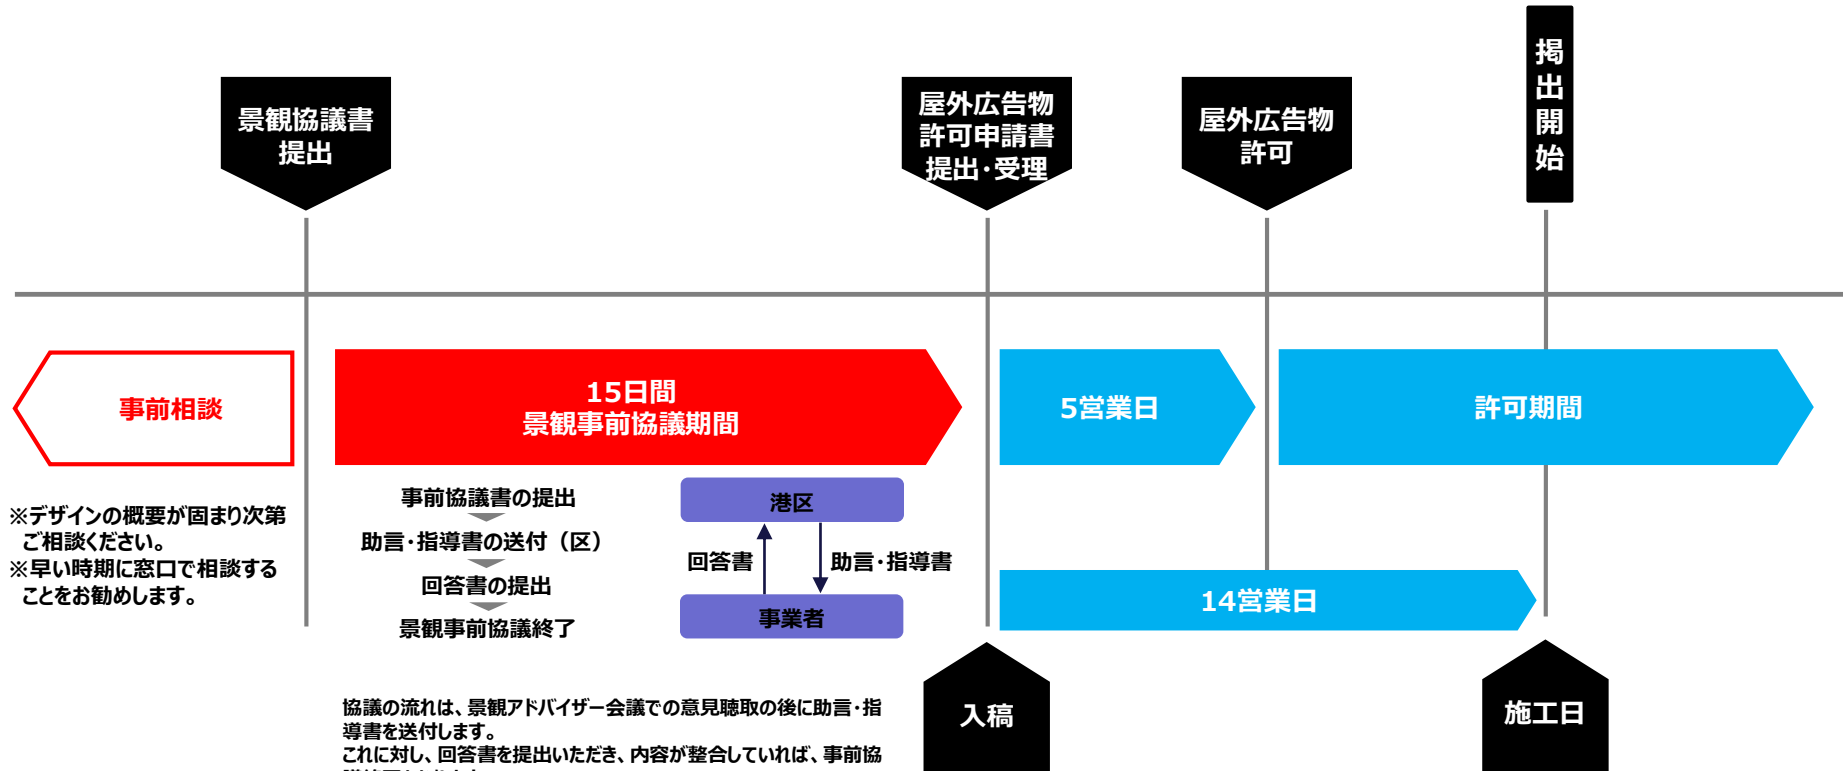 景観協議書
提出
屋外広告物
許可申請書
提出・受理
屋外広告物
許可
掲出開始
事前相談
15日間
景観事前協議期間
5営業日
許可期間
※デザインの概要が固まり次第
ご相談ください。
※早い時期に窓口で相談する
ことをお勧めします。
事前協議書の提出
助言・指導書の送付（区）
回答書の提出
景観事前協議終了
港区
回答書
助言・指導書
事業者
14営業日
協議の流れは、景観アドバイザー会議での意見聴取の後に助言・指
導書を送付します。
これに対し、回答書を提出いただき、内容が整合していれば、事前協
入稿
施工日